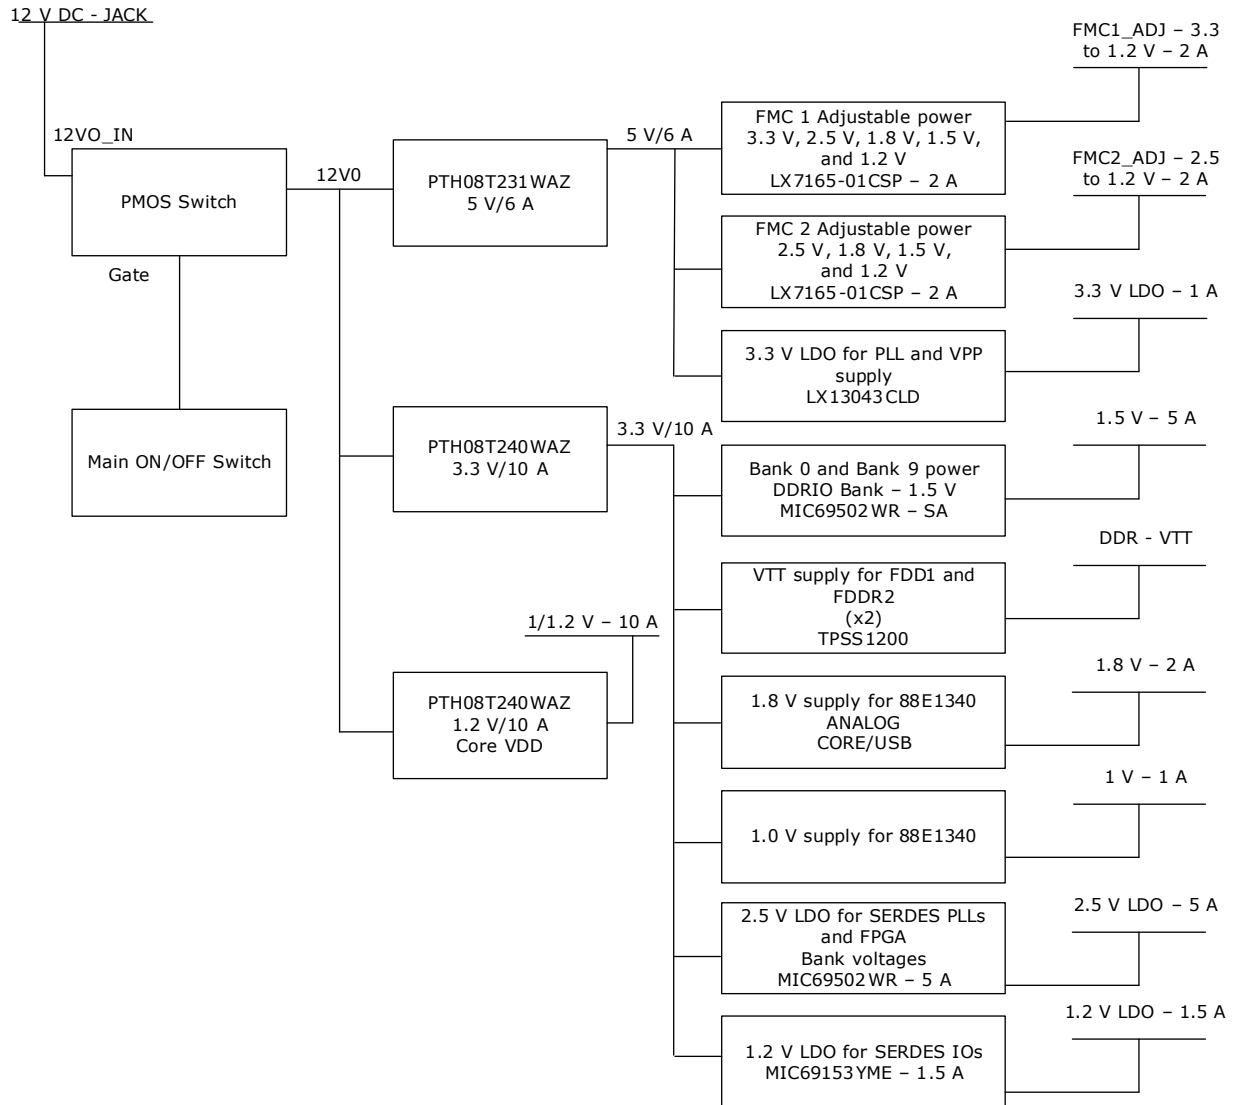 12 V DC - JACK
12VO_IN
PMOS Switch
Gate
Main ON/OFF Switch
12V0
PTH08T231WAZ
5 V/6 A
PTH08T240WAZ
3.3 V/10 A
1/1.2 V – 10 A
PTH08T240WAZ
1.2 V/10 A
Core VDD
5 V/6 A
3.3 V/10 A
FMC 1 Adjustable power
3.3 V, 2.5 V, 1.8 V, 1.5 V,
and 1.2 V
LX7165-01CSP – 2 A
FMC 2 Adjustable power
2.5 V, 1.8 V, 1.5 V,
and 1.2 V
LX7165-01CSP – 2 A
3.3 V LDO for PLL and VPP
supply
LX13043CLD
Bank 0 and Bank 9 power
DDRIO Bank – 1.5 V
MIC69502WR – SA
VTT supply for FDD1 and
FDDR2
(x2)
TPSS1200
1.8 V supply for 88E1340
ANALOG
CORE/USB
1.0 V supply for 88E1340
2.5 V LDO for SERDES PLLs
and FPGA
Bank voltages
MIC69502WR – 5 A
1.2 V LDO for SERDES IOs
MIC69153YME – 1.5 A
FMC1_ADJ – 3.3
to 1.2 V – 2 A
FMC2_ADJ – 2.5
to 1.2 V – 2 A
3.3 V LDO – 1 A
1.5 V – 5 A
DDR - VTT
1.8 V – 2 A
1 V – 1 A
2.5 V LDO – 5 A
1.2 V LDO – 1.5 A